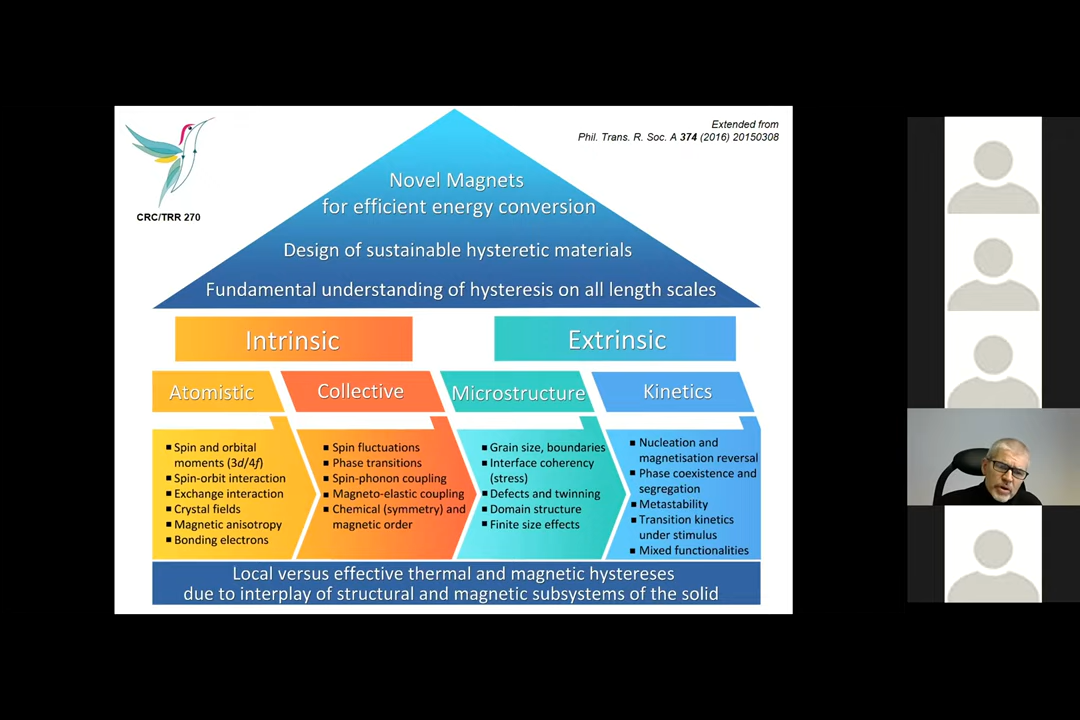 Extended from
Phil. Trans. R. Soc. A 374 (2016) 20150308
CRC/TRR 270
Novel Magnets
for efficient energy conversion
Design of sustainable hysteretic materials
Fundamental understanding of hysteresis on all length scales
Intrinsic
Extrinsic
Atomistic
Collective
Microstructure
Kinetics
▪ Spin and orbital
moments (3d/4f)
▪ Spin-orbit interaction
▪ Exchange interaction
▪ Crystal fields
▪ Magnetic anisotropy
▪ Bonding electrons
▪ Spin fluctuations
▪ Phase transitions
▪ Spin-phonon coupling
▪ Magneto-elastic coupling
▪ Chemical (symmetry) and
magnetic order
▪ Grain size, boundaries
▪ Interface coherency
(stress)
▪ Defects and twinning
▪ Domain structure
▪ Finite size effects
▪ Nucleation and
magnetisation reversal
▪ Phase coexistence and
segregation
▪ Metastability
▪ Transition kinetics
under stimulus
▪ Mixed functionalities
Local versus effective thermal and magnetic hystereses
due to interplay of structural and magnetic subsystems of the solid